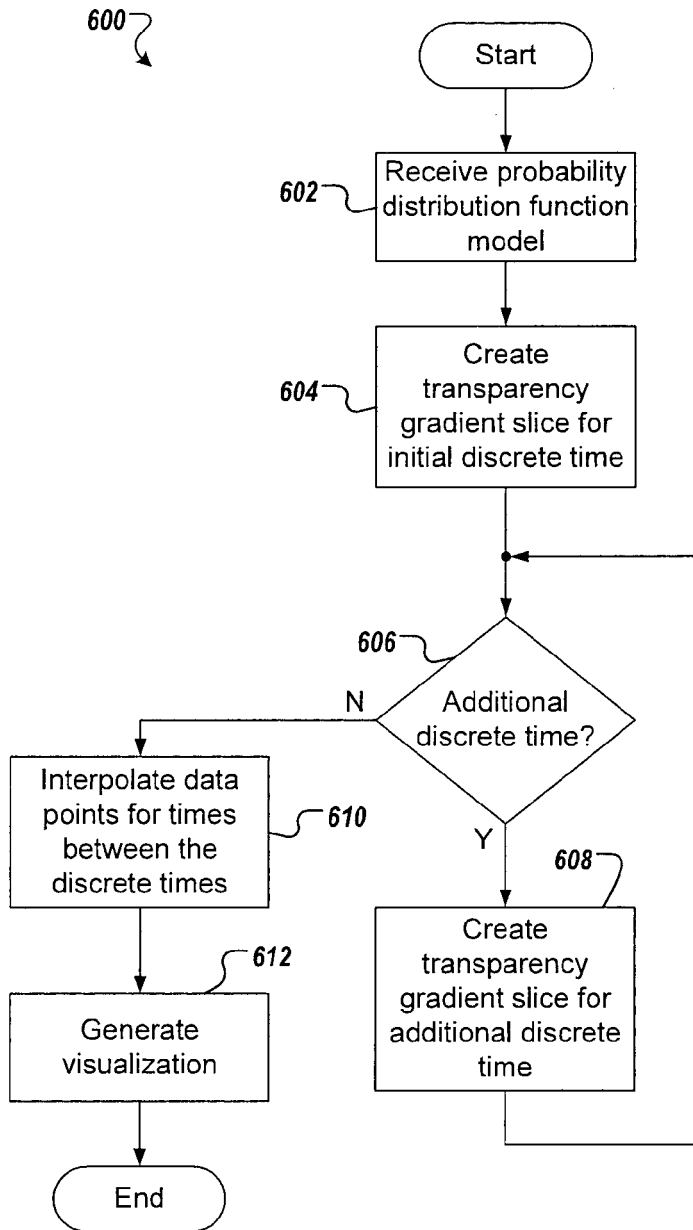 600
Start
602
Receive probability
distribution function
model
604
Create
transparency
gradient slice for
initial discrete time
606
Additional
discrete time?
N
Y
Interpolate data
points for times
between the
discrete times
610
608
Create
transparency
gradient slice for
additional discrete
time
612
Generate
visualization
End